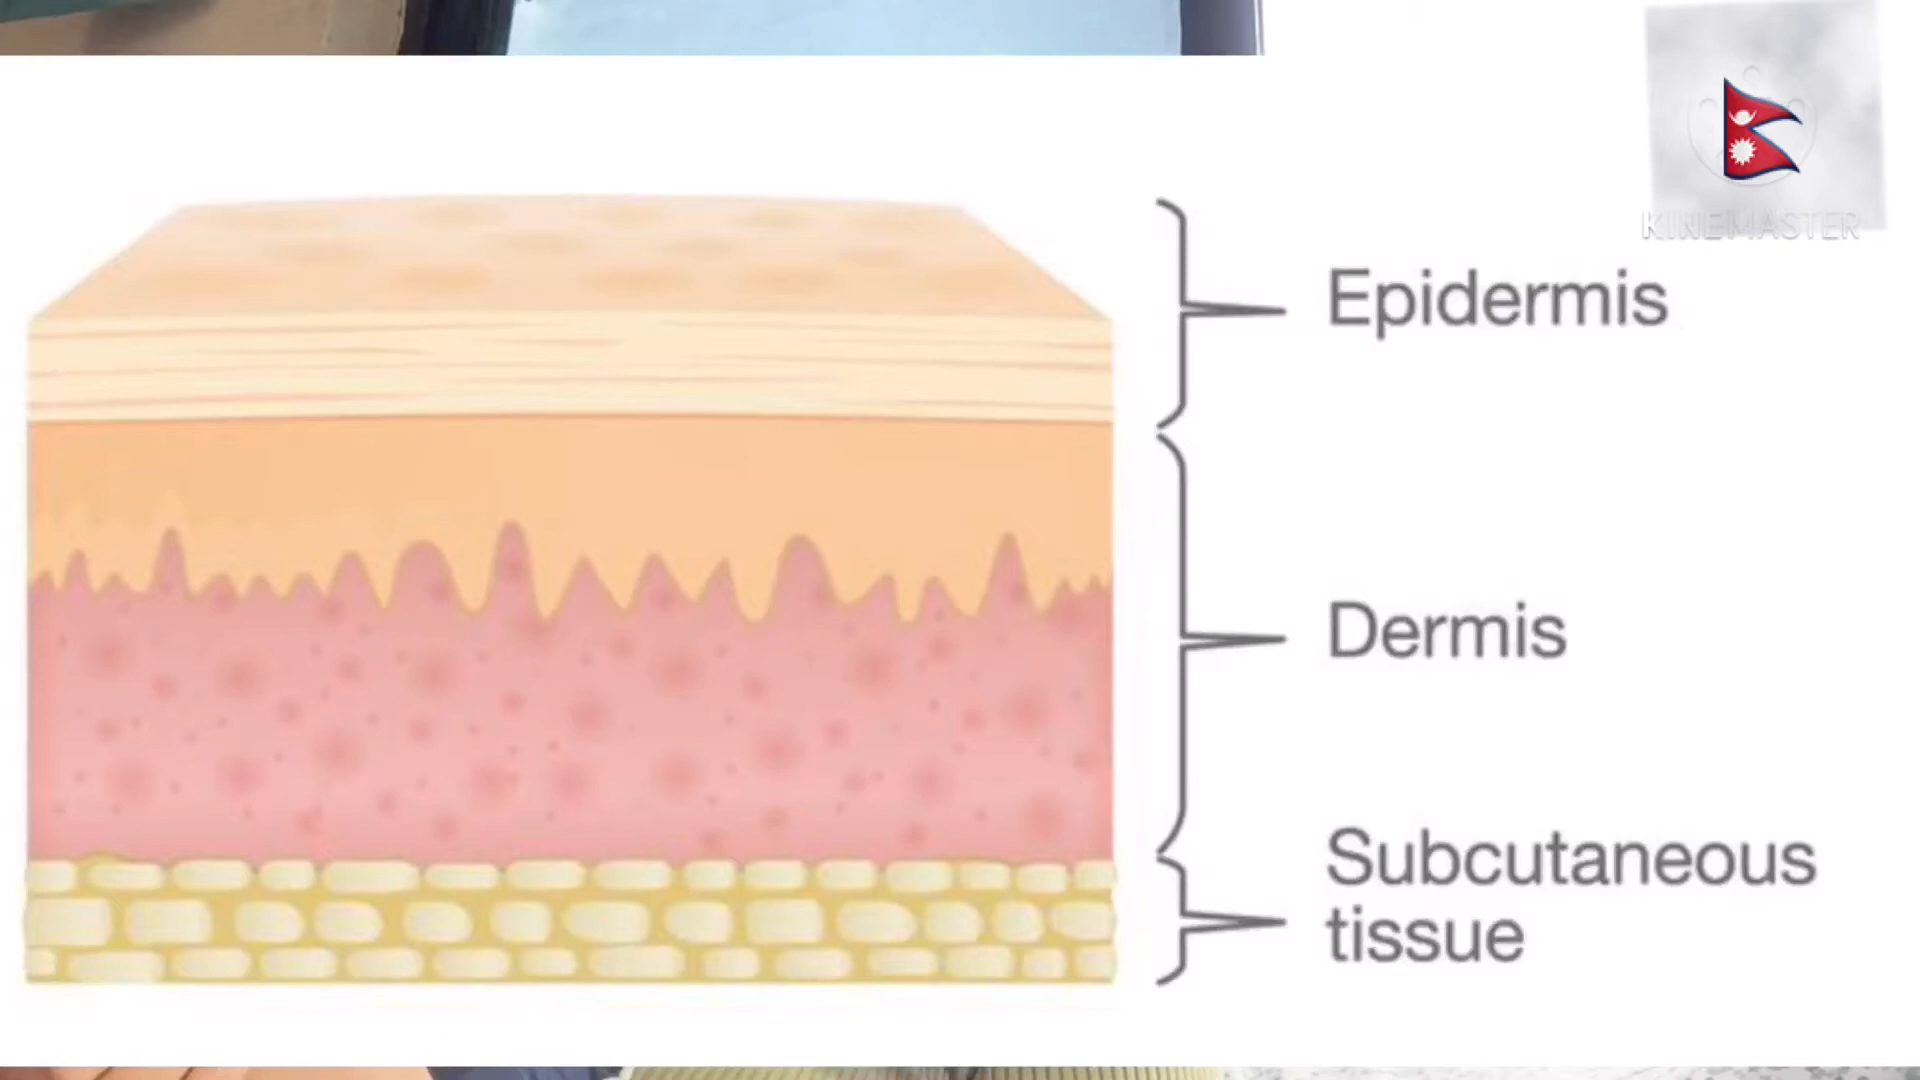 KINEMASTER
Epidermis
Dermis
Subcutaneous
tissue